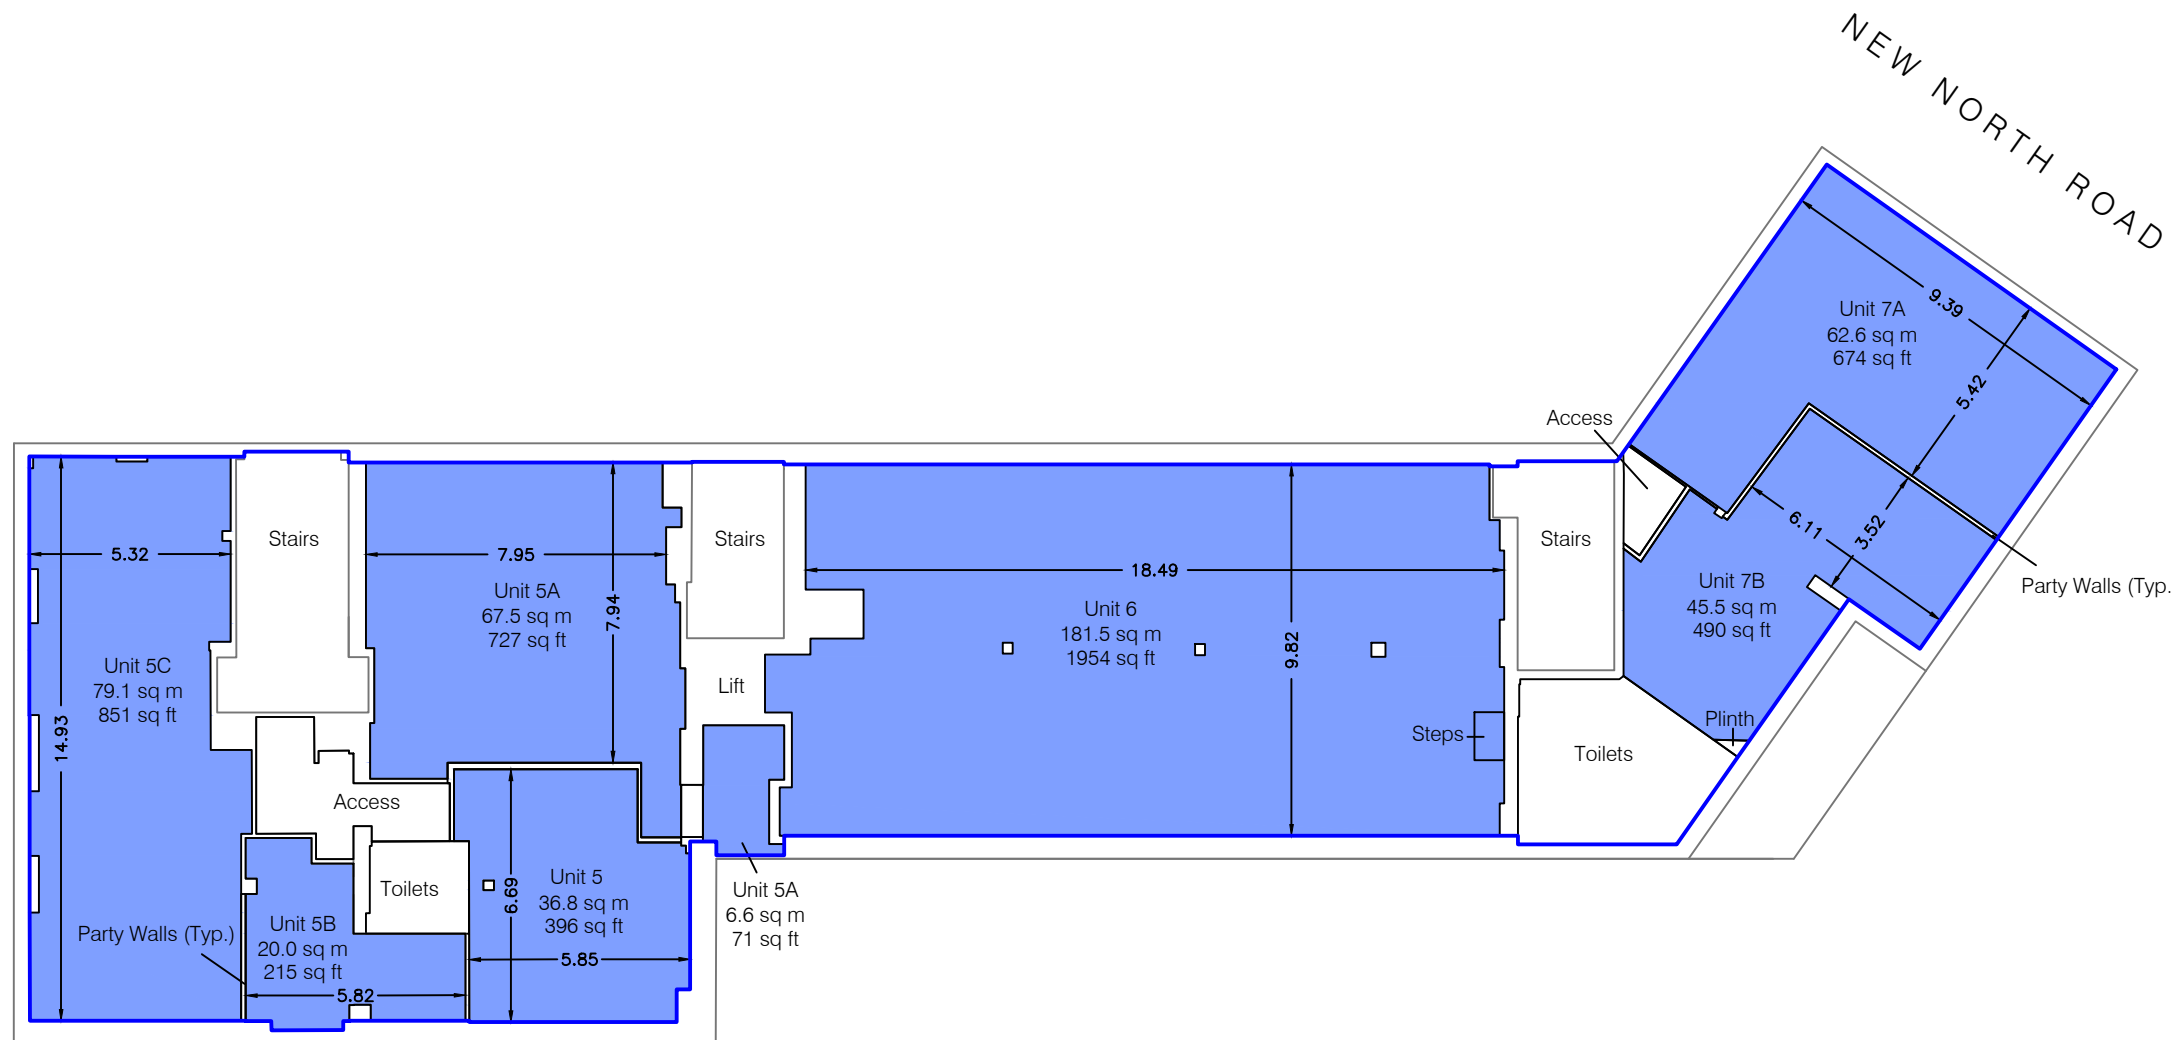 NEW NORTH ROAD
9.39
Unit 7A
62.6 sq m
674 sq ft
5.42
Access
6.11
3.52
Party Walls (Typ.
Unit 7B
45.5 sq m
490 sq ft
Plinth
Toilets
Stairs
18.49
Unit 6
181.5 sq m
1954 sq ft
9.82
Steps
Stairs
Lift
Unit 5A
6.6 sq m
71 sq ft
7.95
Unit 5A
67.5 sq m
727 sq ft
7.94
Stairs
5.32
Unit 5C
79.1 sq m
851 sq ft
14.93
Access
Toilets
6.69
Unit 5
36.8 sq m
396 sq ft
5.85
Party Walls (Typ.)
Unit 5B
20.0 sq m
215 sq ft
5.82